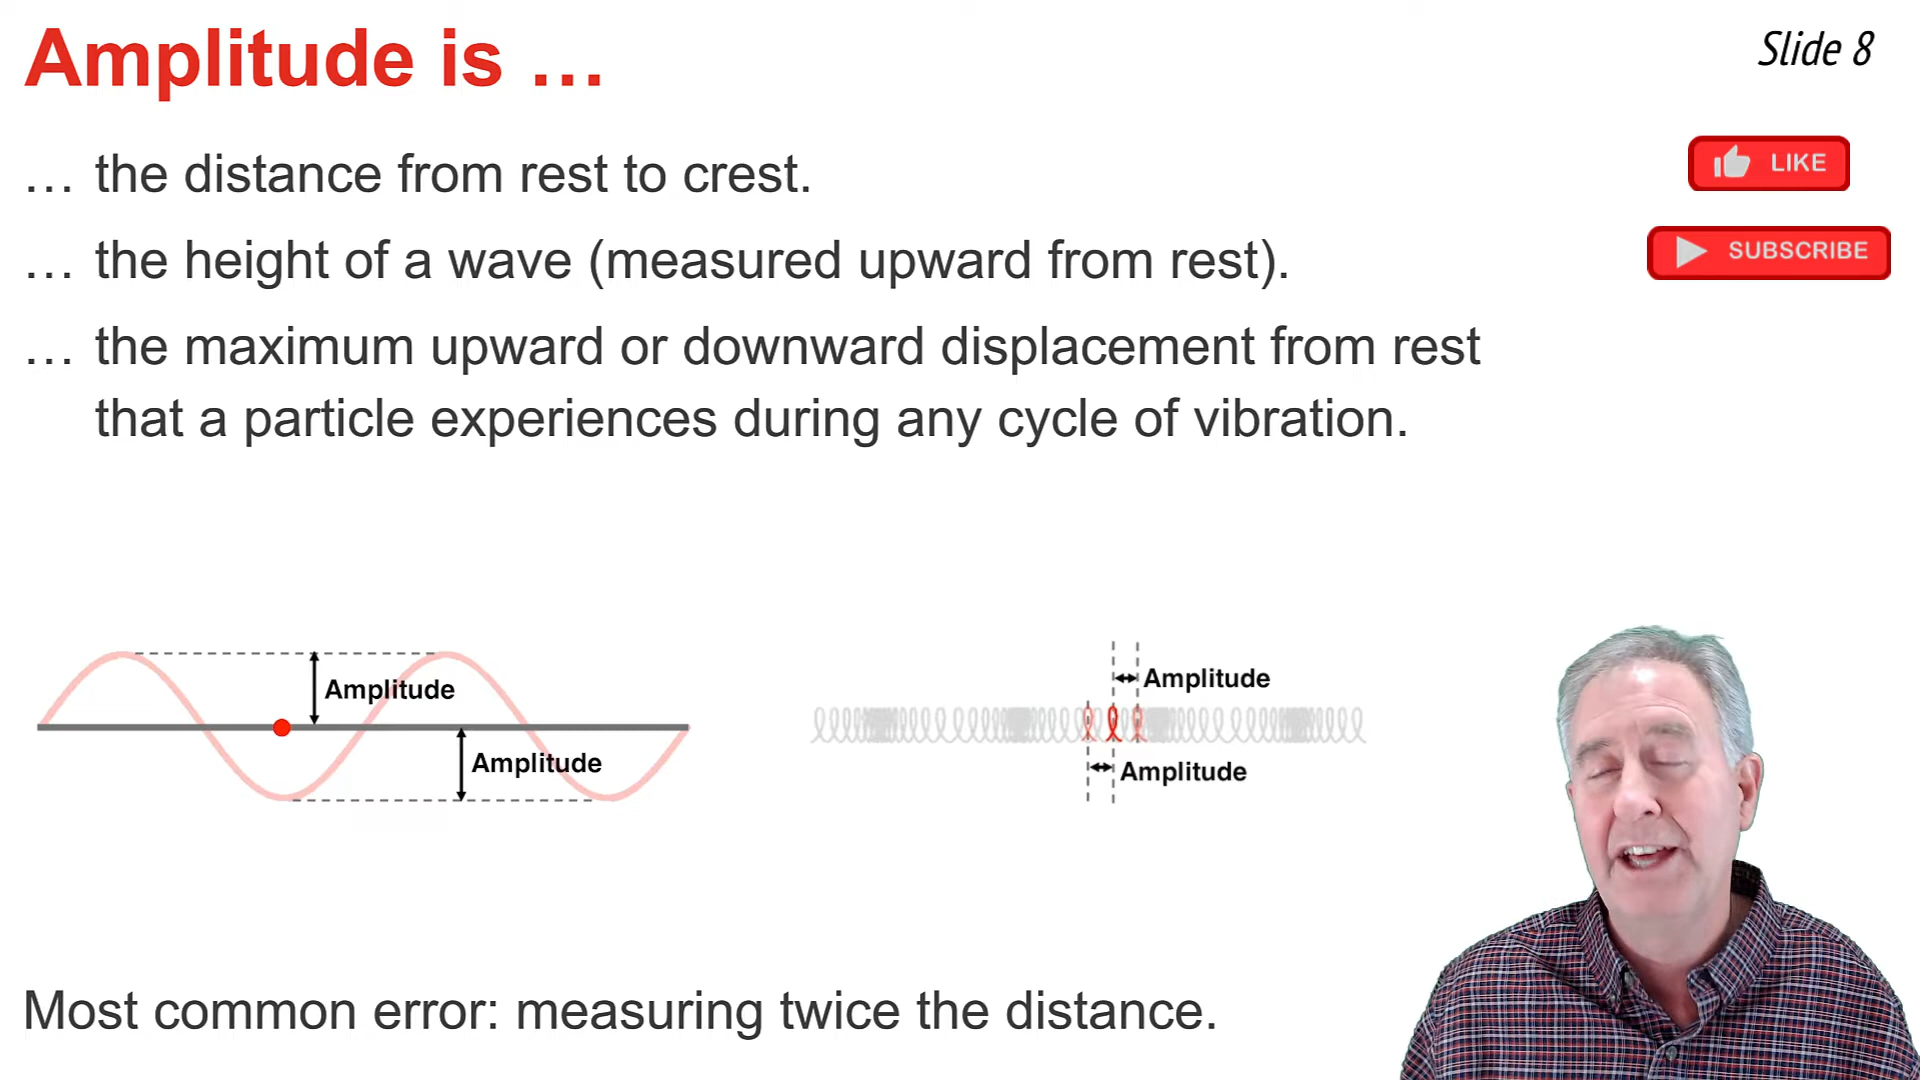 Amplitude is …
Slide 8
… the distance from rest to crest.
LIKE
… the height of a wave (measured upward from rest).
SUBSCRIBE
… the maximum upward or downward displacement from rest
that a particle experiences during any cycle of vibration.
Amplitude
Amplitude
Amplitude
Amplitude
Most common error: measuring twice the distance.